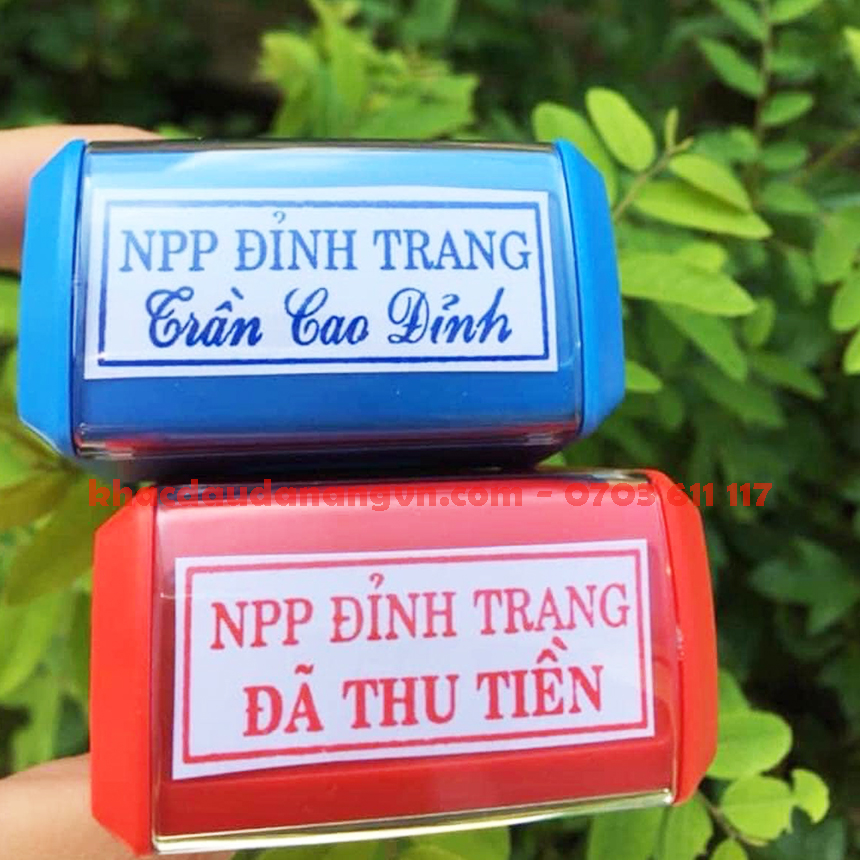 NPP ĐỈNH TRANG
Trần Cao Đỉnh
khacdaudanangvn.com - 0703 611 117
NPP ĐỈNH TRANG
ĐÃ THU TIỀN